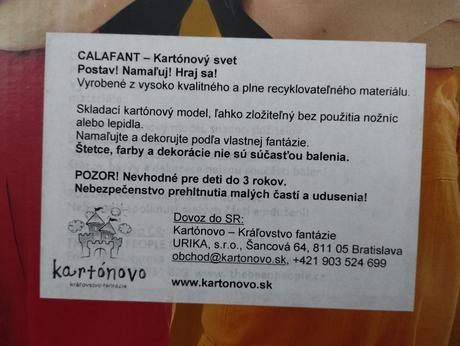 CALAFANT – Kartónový svet
Postav! Namaľuj! Hraj sa!
Vyrobené z vysoko kvalitného a plne recyklovateľného materiálu.
Skladací kartónový model, ľahko zložiteľný bez použitia nožníc
alebo lepidla.
Namaľujte a dekorujte podľa vlastnej fantázie.
Štetce, farby a dekorácie nie sú súčasťou balenia.
POZOR! Nevhodné pre deti do 3 rokov.
Nebezpečenstvo prehltnutia malých častí a udusenia!
Dovoz do SR:
Kartónovo – Kráľovstvo fantázie
URIKA, s.r.o., Šancová 64, 811 05 Bratislava
obchod@kartonovo.sk, +421 903 524 699
www.kartonovo.sk
kartónovo
kráľovstvo fantázie